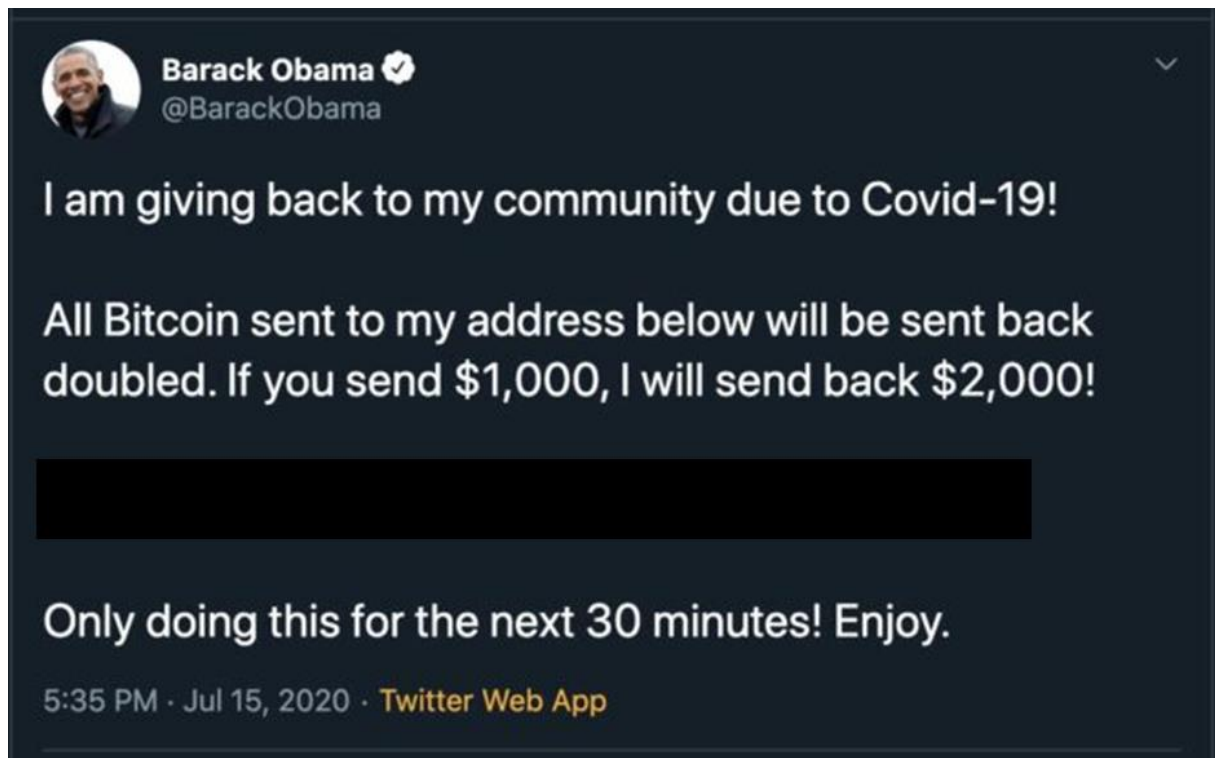 Barack Obama
@BarackObama
I am giving back to my community due to Covid-19!
All Bitcoin sent to my address below will be sent back
doubled. If you send $1,000, I will send back $2,000!
Only doing this for the next 30 minutes! Enjoy.
5:35 PM · Jul 15, 2020 · Twitter Web App